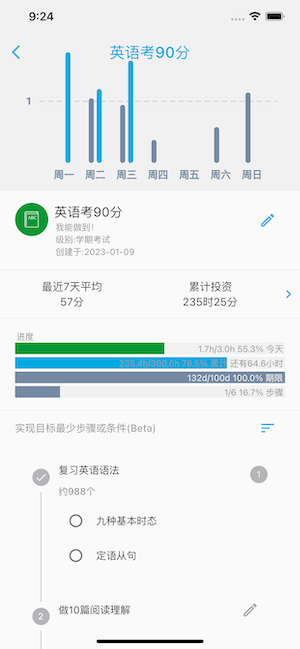 9:24
英语考90分
1
周一 周二 周三 周四 周五 周六 周日
ABC
英语考90分
我能做到！
级别:学期考试
创建于:2023-01-09
最近7天平均 累计投资
57分 235时25分
进度
1.7h/3.0h 55.3% 今天
235.4h/300.0h 78.5% 累计 还有64.6小时
132d/100d 100.0% 期限
1/6 16.7% 步骤
实现目标最少步骤或条件(Beta)
复习英语语法 1
约988个
九种基本时态
定语从句
2 做10篇阅读理解